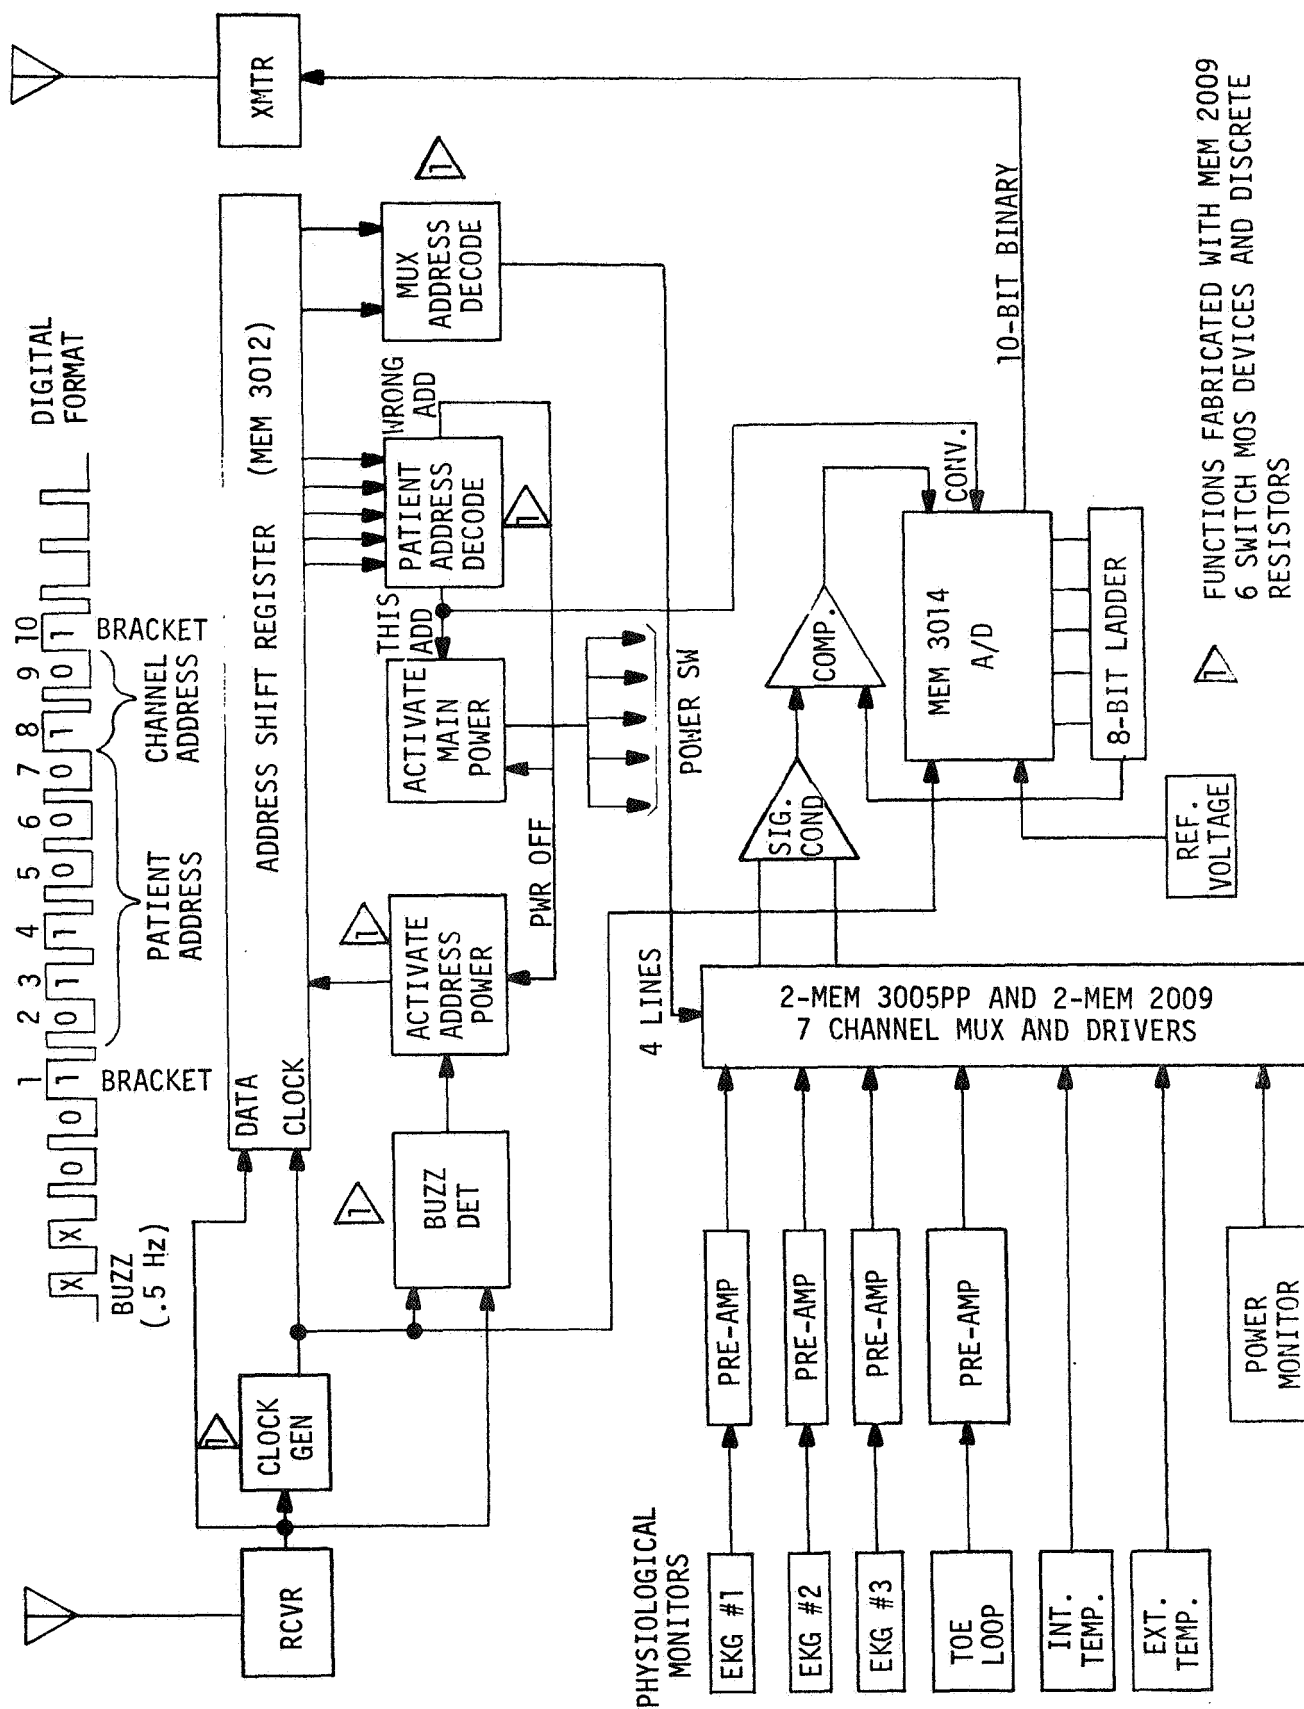 DIGITAL
FORMAT
1 2 3 4 5 6 7 8 9 10
X X 0 0 1 0 1 1 0 0 0 1 0 1
BUZZ
(.5 Hz)
BRACKET
PATIENT
ADDRESS
CHANNEL
ADDRESS
BRACKET
RCVR
CLOCK
GEN
1
DATA
CLOCK
ADDRESS SHIFT REGISTER (MEM 3012)
XMTR
BUZZ
DET
1
ACTIVATE
ADDRESS
POWER
1
PWR OFF
ACTIVATE
MAIN
POWER
THIS
ADD
PATIENT
ADDRESS
DECODE
1
WRONG
ADD
MUX
ADDRESS
DECODE
1
POWER SW
4 LINES
PHYSIOLOGICAL
MONITORS
EKG #1
PRE-AMP
EKG #2
PRE-AMP
EKG #3
PRE-AMP
TOE
LOOP
PRE-AMP
INT.
TEMP.
EXT.
TEMP.
POWER
MONITOR
2-MEM 3005PP AND 2-MEM 2009
7 CHANNEL MUX AND DRIVERS
SIG.
COND
COMP.
CONV.
MEM 3014
A/D
8-BIT LADDER
REF.
VOLTAGE
10-BIT BINARY
1
FUNCTIONS FABRICATED WITH MEM 2009
6 SWITCH MOS DEVICES AND DISCRETE
RESISTORS